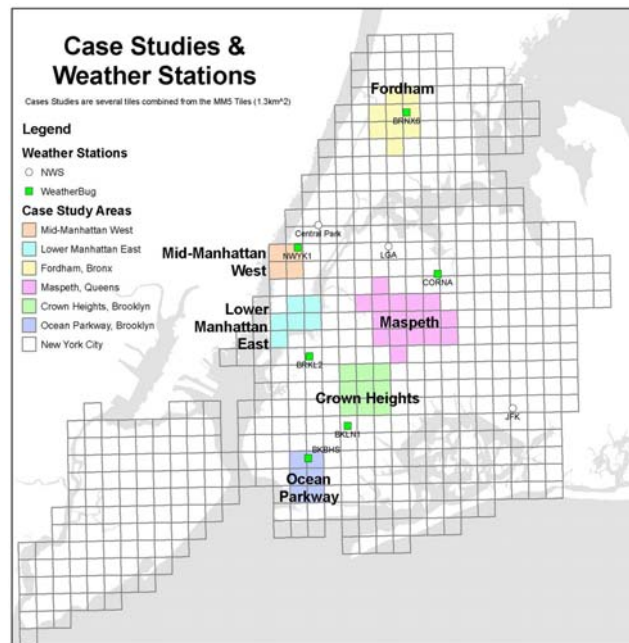 Case Studies &
Weather Stations
Cases Studies are several tiles combined from the MM5 Tiles (1.3km^2)
Legend
Weather Stations
NWS
WeatherBug
Case Study Areas
Mid-Manhattan West
Lower Manhattan East
Fordham, Bronx
Maspeth, Queens
Crown Heights, Brooklyn
Ocean Parkway, Brooklyn
New York City
Fordham
BRNX6
Central Park
Mid-Manhattan
West
NWYK1
LGA
CORNA
Lower
Manhattan
East
Maspeth
BRKL2
Crown Heights
JFK
BKLN1
BKBHS
Ocean
Parkway